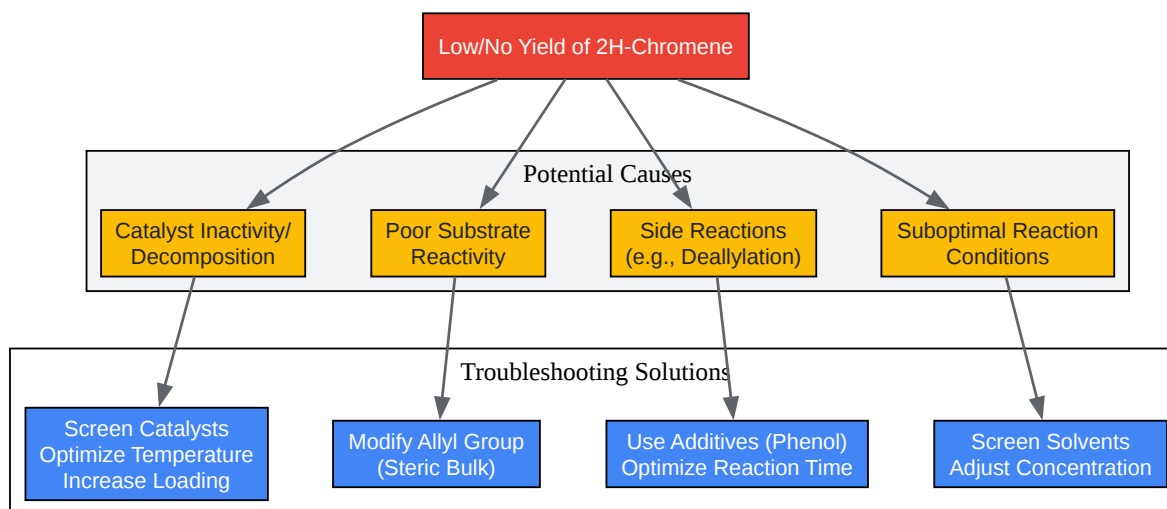 Low/No Yield of 2H-Chromene
Potential Causes
Catalyst Inactivity/
Decomposition
Poor Substrate
Reactivity
Side Reactions
(e.g., Deallylation)
Suboptimal Reaction
Conditions
Troubleshooting Solutions
Screen Catalysts
Optimize Temperature
Increase Loading
Modify Allyl Group
(Steric Bulk)
Use Additives (Phenol)
Optimize Reaction Time
Screen Solvents
Adjust Concentration